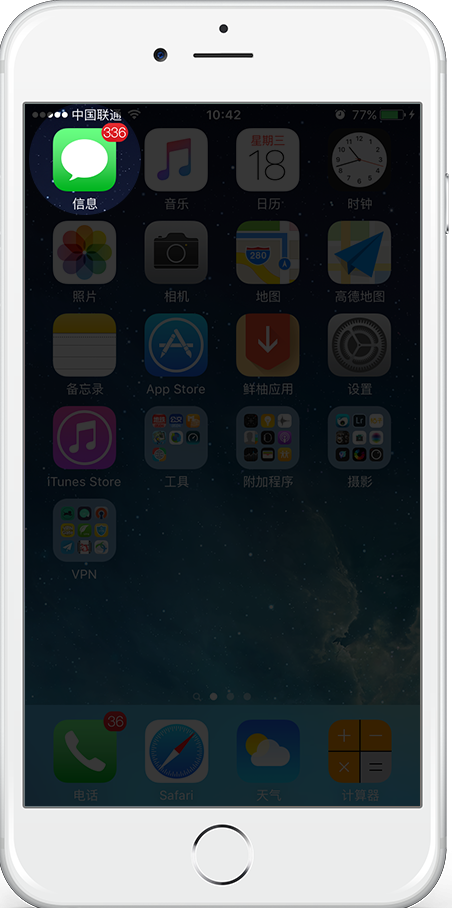 中国联通 10:42 77%
336
星期三
18
信息 音乐 日历 时钟
280
照片 相机 地图 高德地图
备忘录 App Store 鲜柚应用 设置
iTunes Store 工具 附加程序 摄影
VPN
36
电话 Safari 天气 计算器